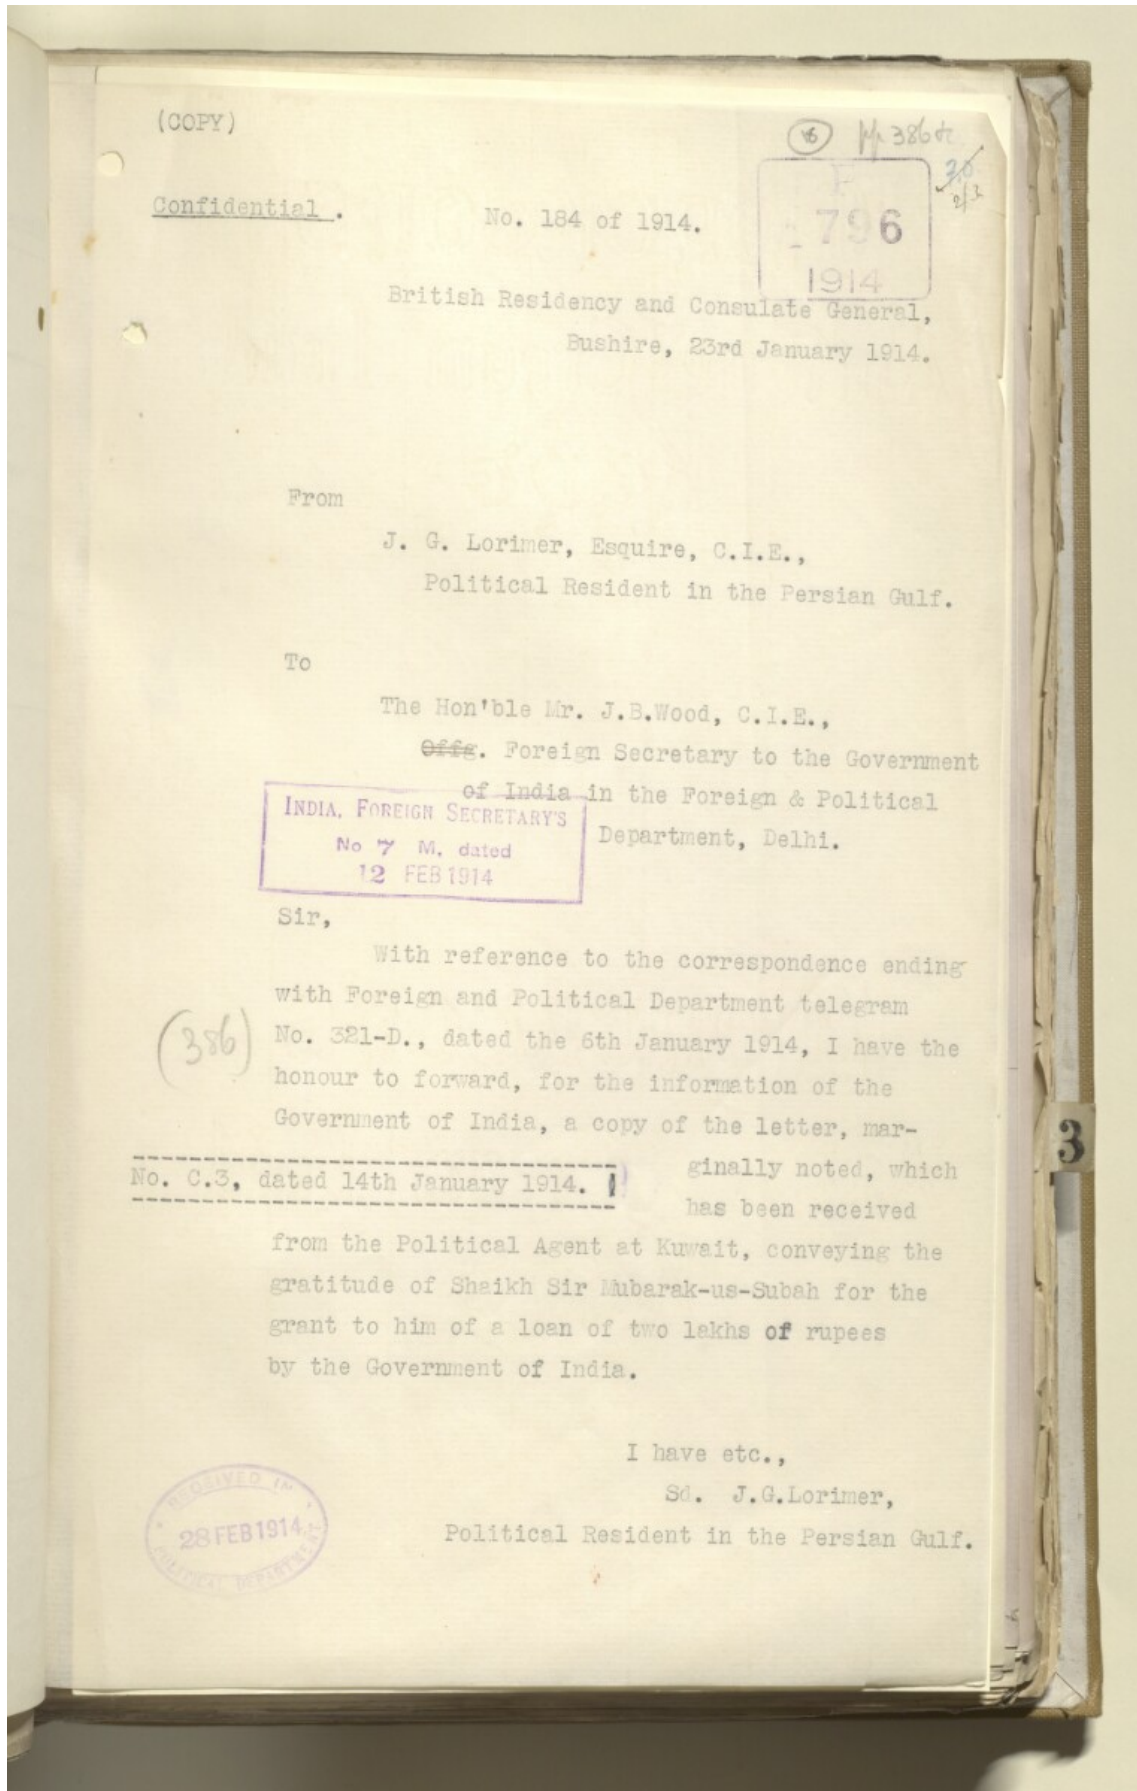 (COPY)
pp 386 &c
Confidential.
No. 184 of 1914.
P
796
1914
2/3
British Residency and Consulate General,
Bushire, 23rd January 1914.
From
J. G. Lorimer, Esquire, C.I.E.,
Political Resident in the Persian Gulf.
To
The Hon'ble Mr. J.B.Wood, C.I.E.,
Offg. Foreign Secretary to the Government
of India in the Foreign & Political
Department, Delhi.
INDIA, FOREIGN SECRETARY'S
No 7 M, dated
12 FEB 1914
Sir,
With reference to the correspondence ending
with Foreign and Political Department telegram
(386)
No. 321-D., dated the 6th January 1914, I have the
honour to forward, for the information of the
Government of India, a copy of the letter, mar-
No. C.3, dated 14th January 1914.
ginally noted, which
has been received
from the Political Agent at Kuwait, conveying the
gratitude of Shaikh Sir Mubarak-us-Subah for the
grant to him of a loan of two lakhs of rupees
by the Government of India.
I have etc.,
Sd. J.G.Lorimer,
Political Resident in the Persian Gulf.
RECEIVED IN
28 FEB 1914
POLITICAL DEPARTMENT
3